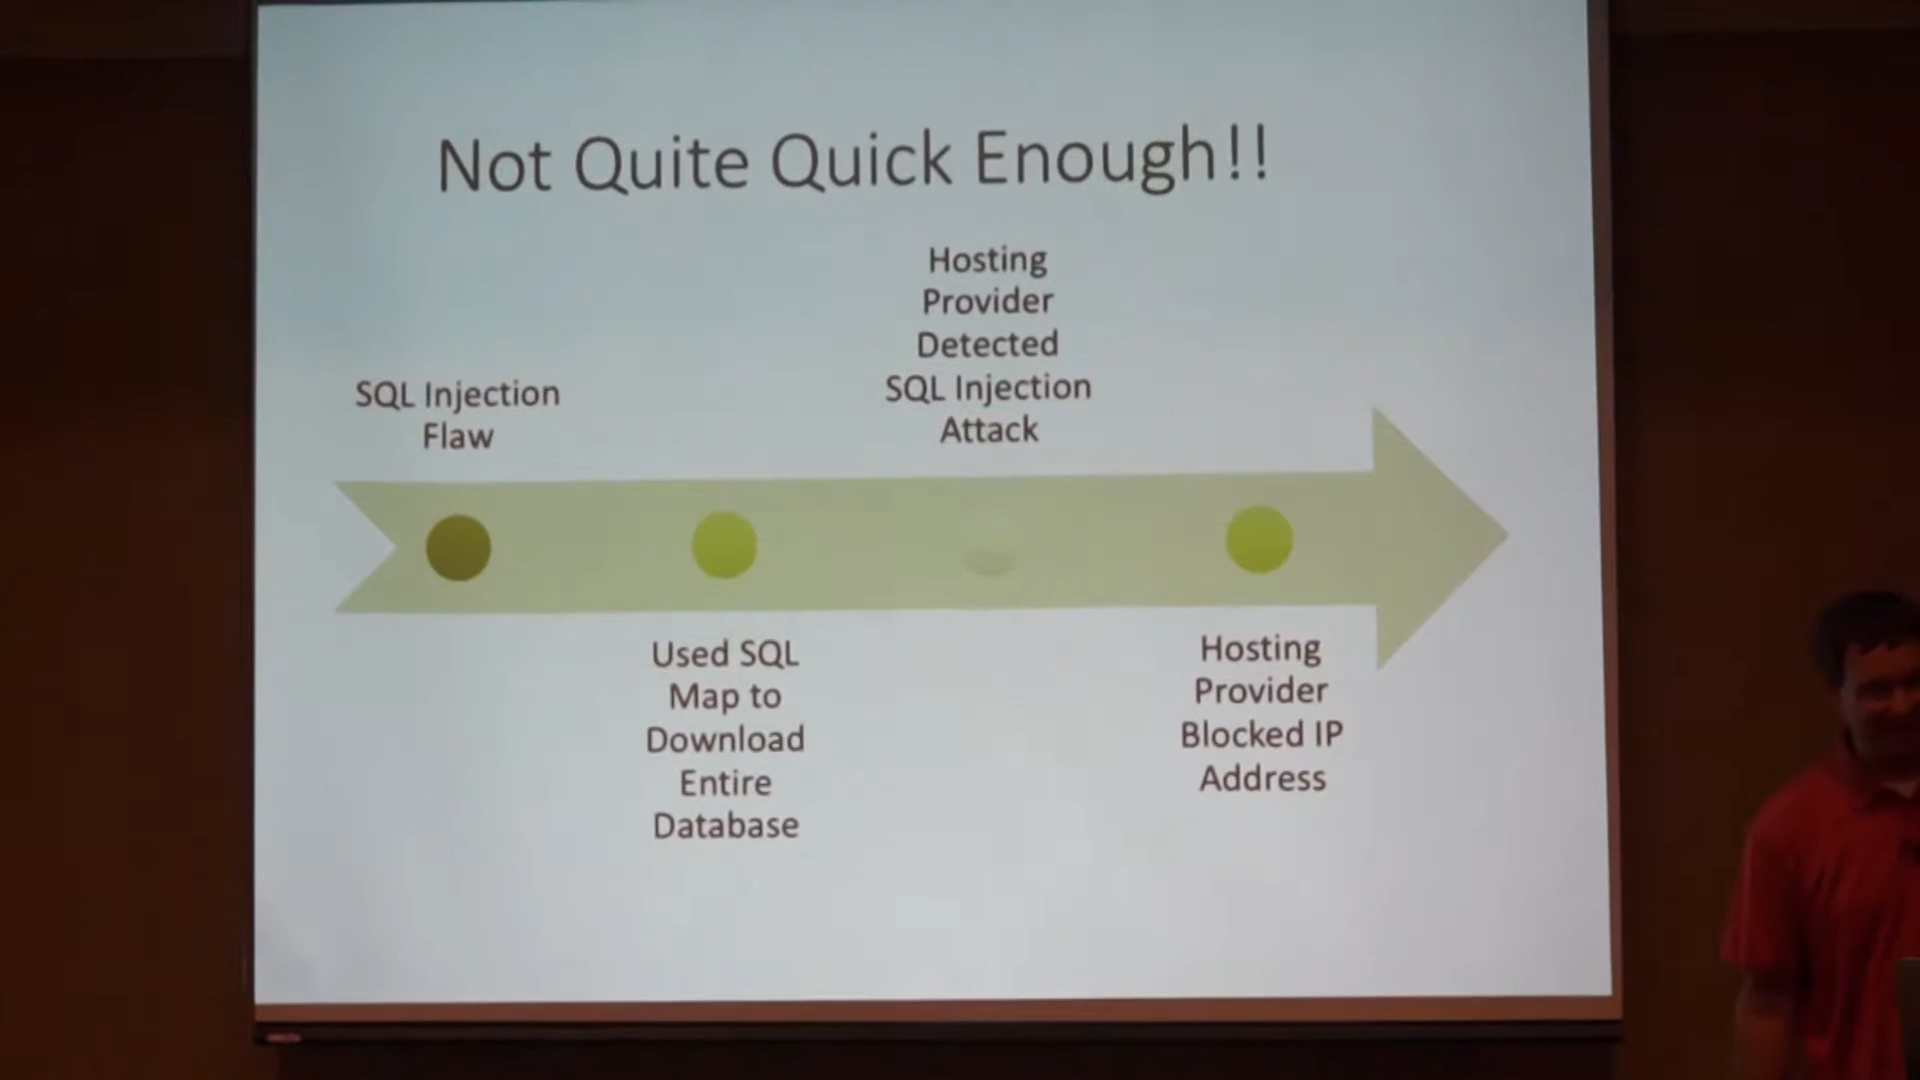 Not Quite Quick Enough!!
SQL Injection
Flaw
Used SQL
Map to
Download
Entire
Database
Hosting
Provider
Detected
SQL Injection
Attack
Hosting
Provider
Blocked IP
Address